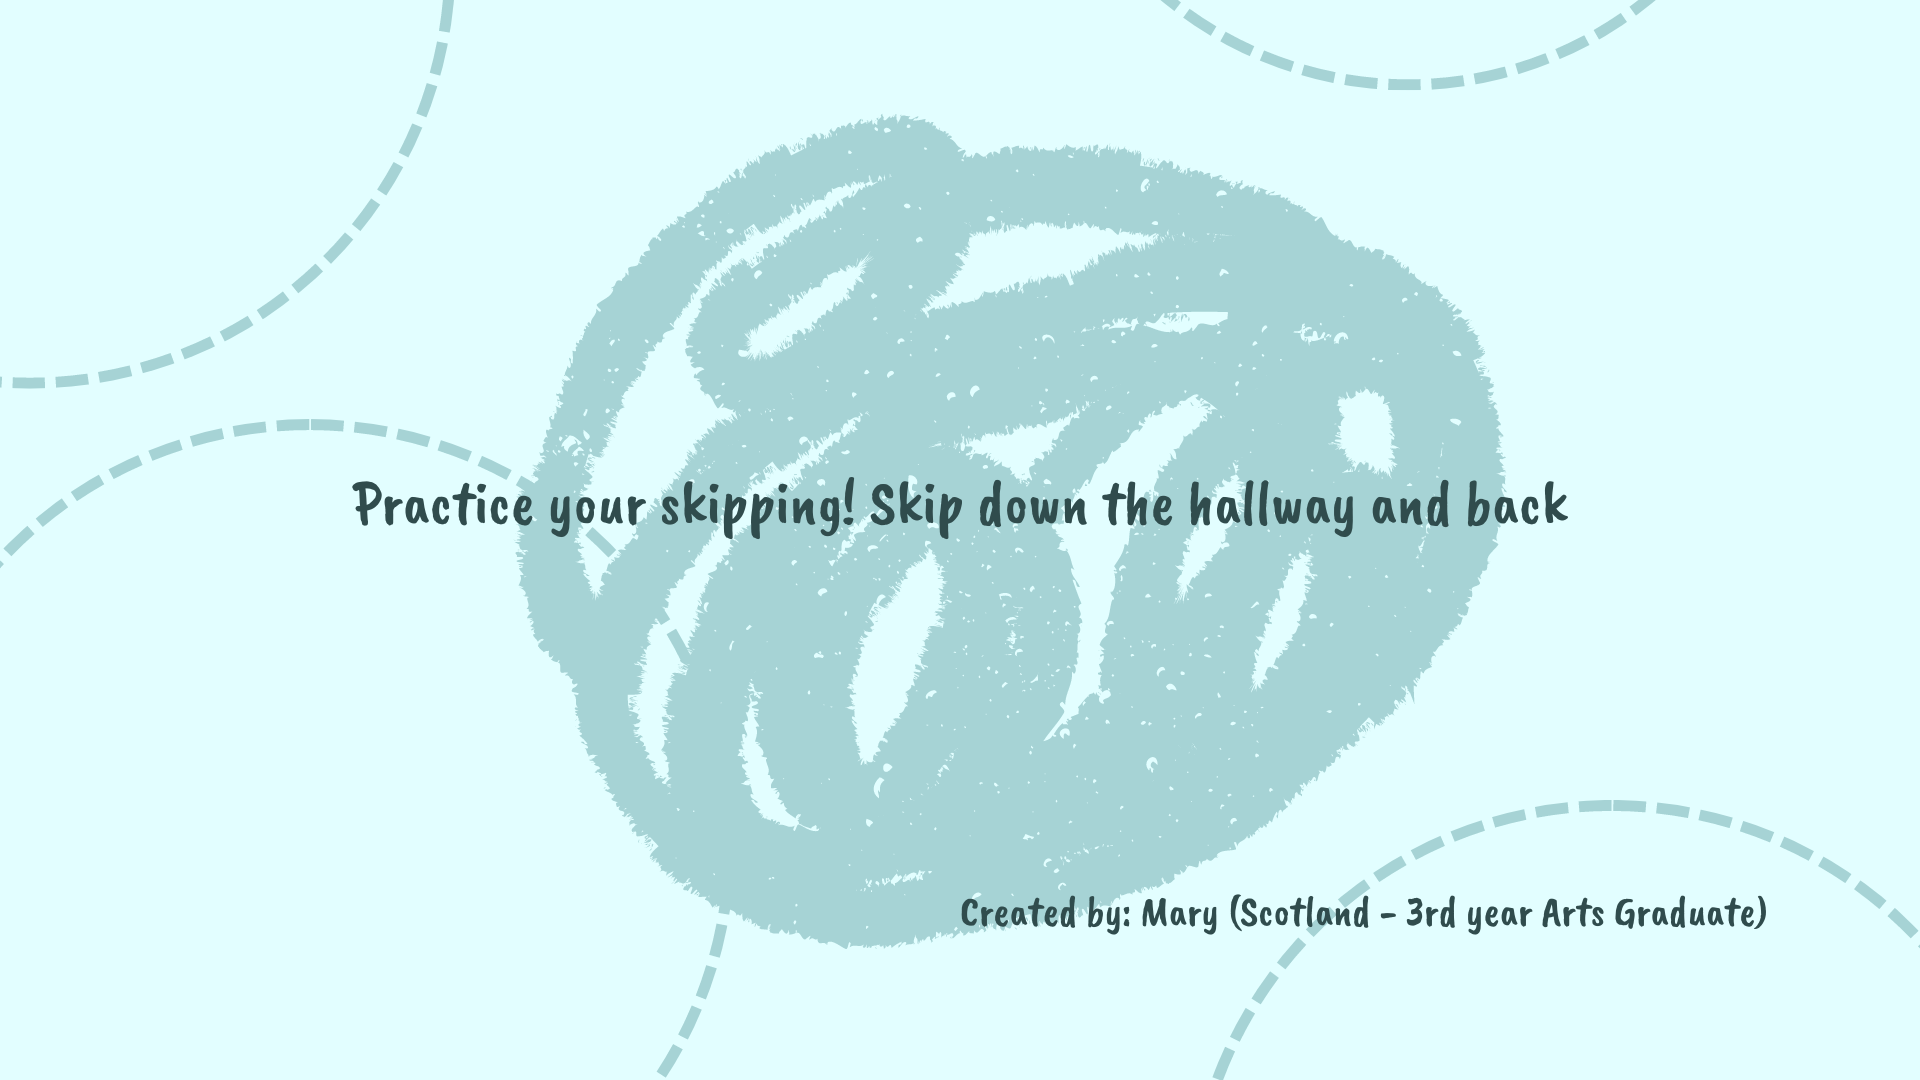 Practice your skipping! Skip down the hallway and back
Created by: Mary (Scotland - 3rd year Arts Graduate)